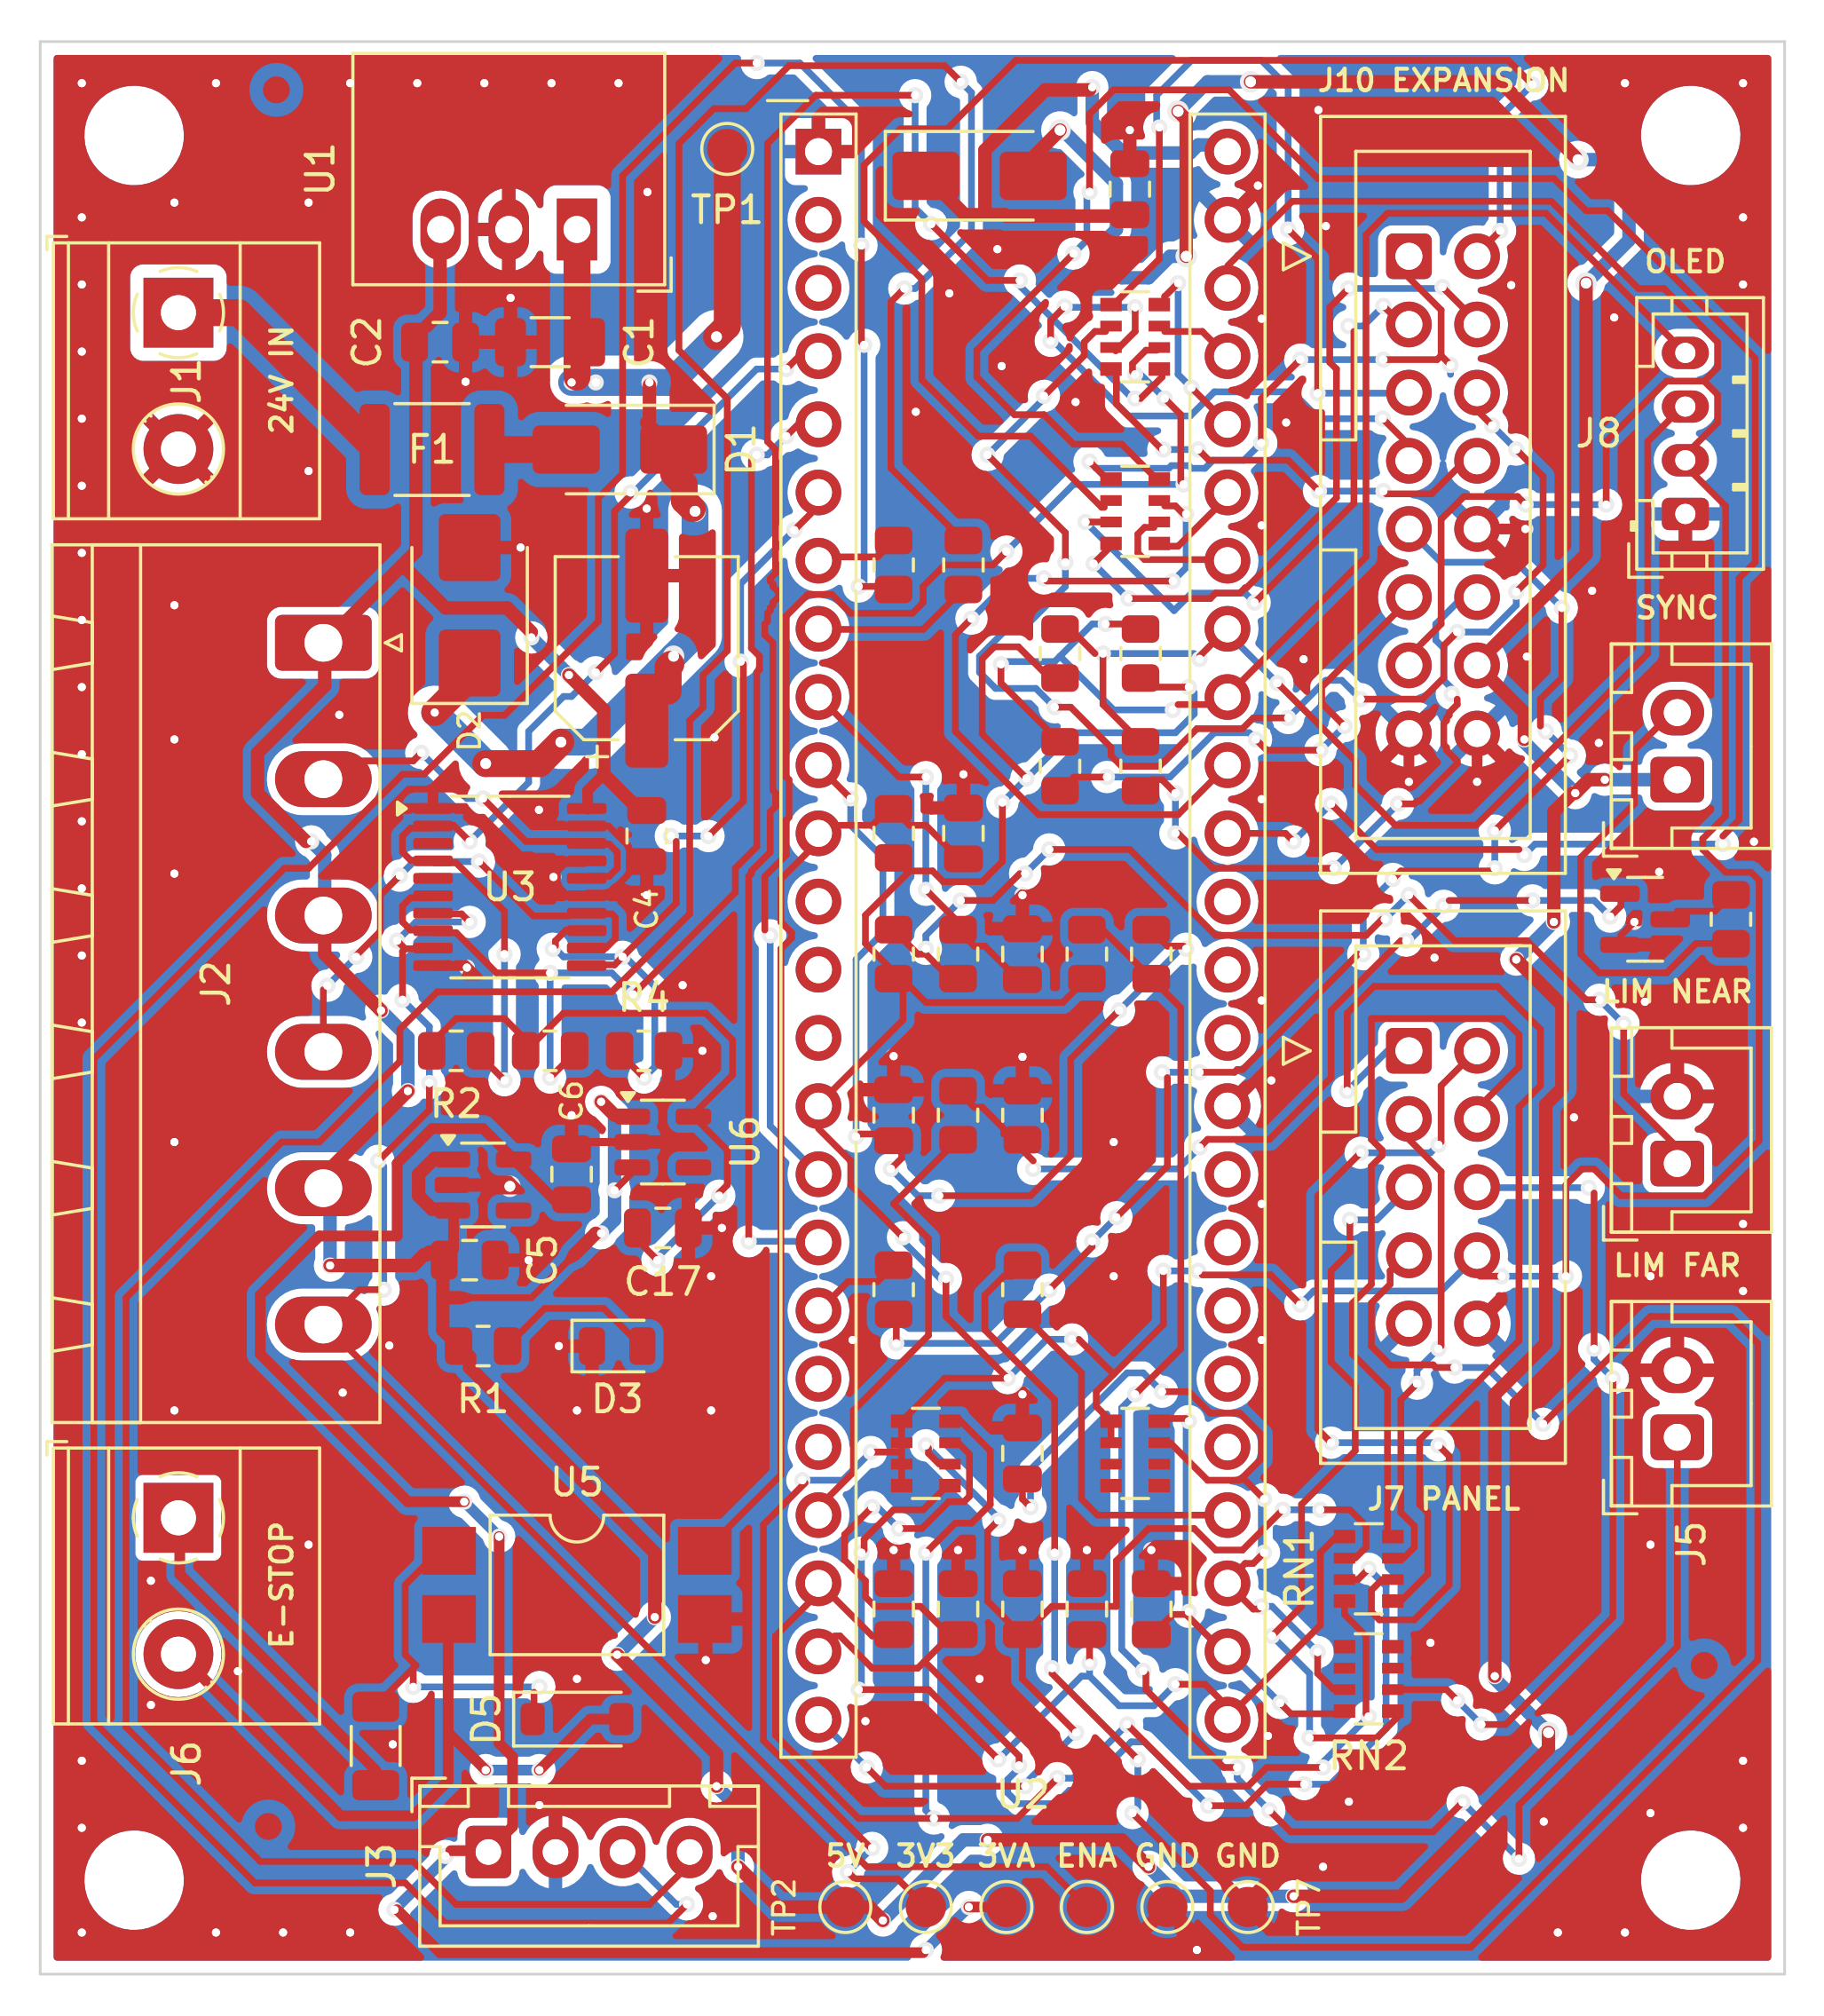 J10 EXPANSION
U1
TP1
OLED
J1
24V IN
C2
C1
F1
D1
J8
SYNC
D2
U3
C4
J2
R4
LIM NEAR
C6
R2
U6
C5
C17
LIM FAR
R1
D3
U5
J7 PANEL
E-STOP
RN1
J5
D5
J6
RN2
U2
J3
5V 3V3 3VA ENA GND GND
TP2
TP7